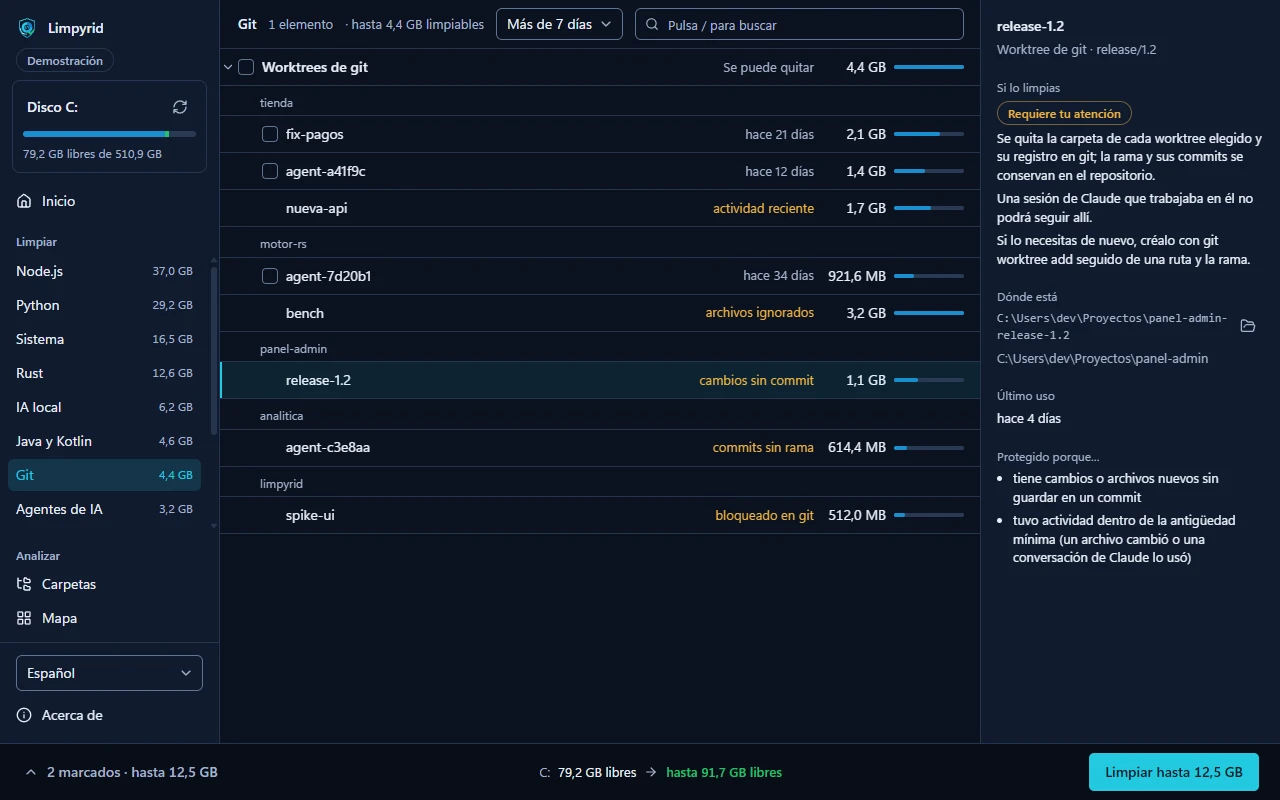 Limpyrid
Demostración
Disco C:
79,2 GB libres de 510,9 GB
Inicio
Limpiar
Node.js 37,0 GB
Python 29,2 GB
Sistema 16,5 GB
Rust 12,6 GB
IA local 6,2 GB
Java y Kotlin 4,6 GB
Git 4,4 GB
Agentes de IA 3,2 GB
Analizar
Carpetas
Mapa
Español
Acerca de
Git 1 elemento · hasta 4,4 GB limpiables Más de 7 días Pulsa / para buscar
Worktrees de git Se puede quitar 4,4 GB
tienda
fix-pagos hace 21 días 2,1 GB
agent-a41f9c hace 12 días 1,4 GB
nueva-api actividad reciente 1,7 GB
motor-rs
agent-7d20b1 hace 34 días 921,6 MB
bench archivos ignorados 3,2 GB
panel-admin
release-1.2 cambios sin commit 1,1 GB
analitica
agent-c3e8aa commits sin rama 614,4 MB
limpyrid
spike-ui bloqueado en git 512,0 MB
release-1.2
Worktree de git · release/1.2
Si lo limpias
Requiere tu atención
Se quita la carpeta de cada worktree elegido y
su registro en git; la rama y sus commits se
conservan en el repositorio.
Una sesión de Claude que trabajaba en él no
podrá seguir allí.
Si lo necesitas de nuevo, créalo con git
worktree add seguido de una ruta y la rama.
Dónde está
C:\Users\dev\Proyectos\panel-admin-
release-1.2
C:\Users\dev\Proyectos\panel-admin
Último uso
hace 4 días
Protegido porque...
• tiene cambios o archivos nuevos sin
guardar en un commit
• tuvo actividad dentro de la antigüedad
mínima (un archivo cambió o una
conversación de Claude lo usó)
2 marcados · hasta 12,5 GB
C: 79,2 GB libres → hasta 91,7 GB libres
Limpiar hasta 12,5 GB